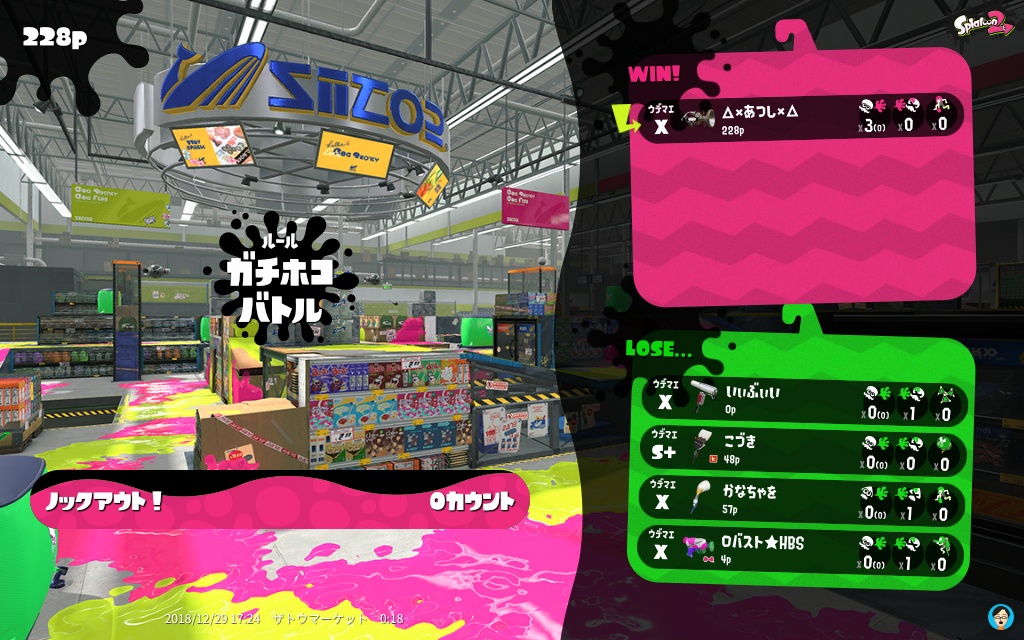 228p
Splatoon 2
SiiZO2
ルール
ガチホコ
バトル
ノックアウト!
0カウント
2018/12/29 17:24 ザトウマーケット 0:18
WIN!
ウデマエ
X
△×あつし×△
228p
x3(0) x0 x0
LOSE...
ウデマエ
X
いいぶいい
0p
x0(0) x1 x0
ウデマエ
S+
こづき
48p
x0(0) x0 x0
ウデマエ
X
かなちゃを
57p
x0(0) x1 x0
ウデマエ
X
0バスト★HBS
4p
x0(0) x1 x0